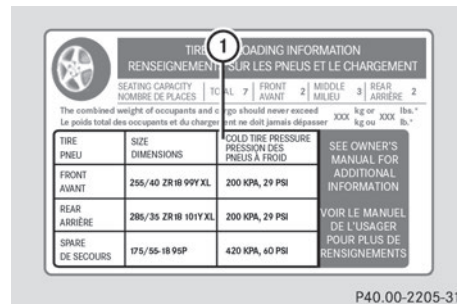 1
TIRE LOADING INFORMATION
RENSEIGNEMENTS SUR LES PNEUS ET LE CHARGEMENT
SEATING CAPACITY
NOMBRE DE PLACES
TOTAL 7
FRONT
AVANT 2
MIDDLE
MILIEU 3
REAR
ARRIÈRE 2
The combined weight of occupants and cargo should never exceed XXX kg or XXX lbs.*
Le poids total des occupants et du chargement ne doit jamais dépasser kg ou lb.*
TIRE
PNEU
SIZE
DIMENSIONS
COLD TIRE PRESSURE
PRESSION DES
PNEUS À FROID
SEE OWNER'S
MANUAL FOR
ADDITIONAL
INFORMATION
VOIR LE MANUEL
DE L'USAGER
POUR PLUS DE
RENSIGNEMENTS
FRONT
AVANT
255/40 ZR18 99Y XL
200 KPA, 29 PSI
REAR
ARRIÈRE
285/35 ZR18 101Y XL
200 KPA, 29 PSI
SPARE
DE SECOURS
175/55-18 95P
420 KPA, 60 PSI
P40.00-2205-31